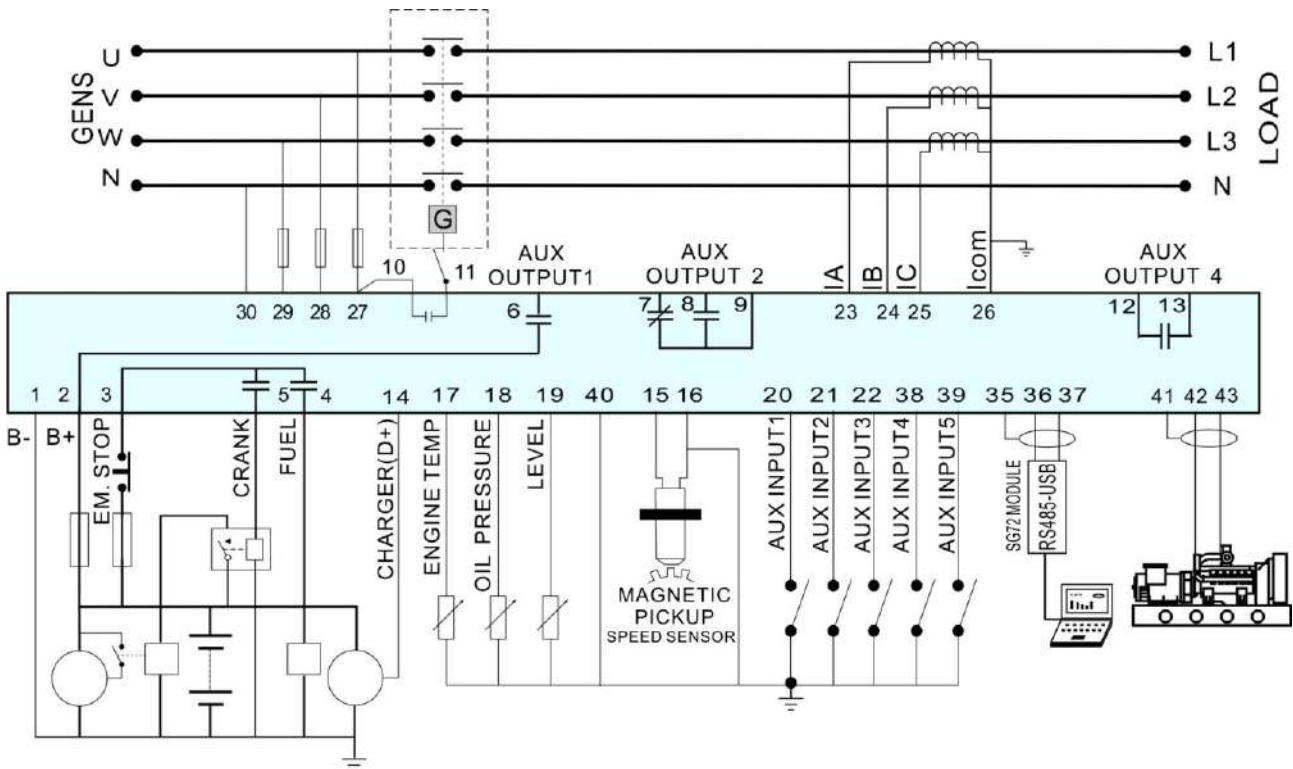 U
V
W
N
GENS
L1
L2
L3
N
LOAD
G
10
11
AUX
OUTPUT1
AUX
OUTPUT 2
IA
IB
IC
Icom
AUX
OUTPUT 4
30
29
28
27
6
7
8
9
23
24
25
26
12
13
1
2
3
5
4
14
17
18
19
40
15
16
20
21
22
38
39
35
36
37
41
42
43
B-
B+
EM. STOP
CRANK
FUEL
CHARGER(D+)
ENGINE TEMP
OIL PRESSURE
LEVEL
MAGNETIC
PICKUP
SPEED SENSOR
AUX INPUT1
AUX INPUT2
AUX INPUT3
AUX INPUT4
AUX INPUT5
SG72 MODULE
RS485-USB